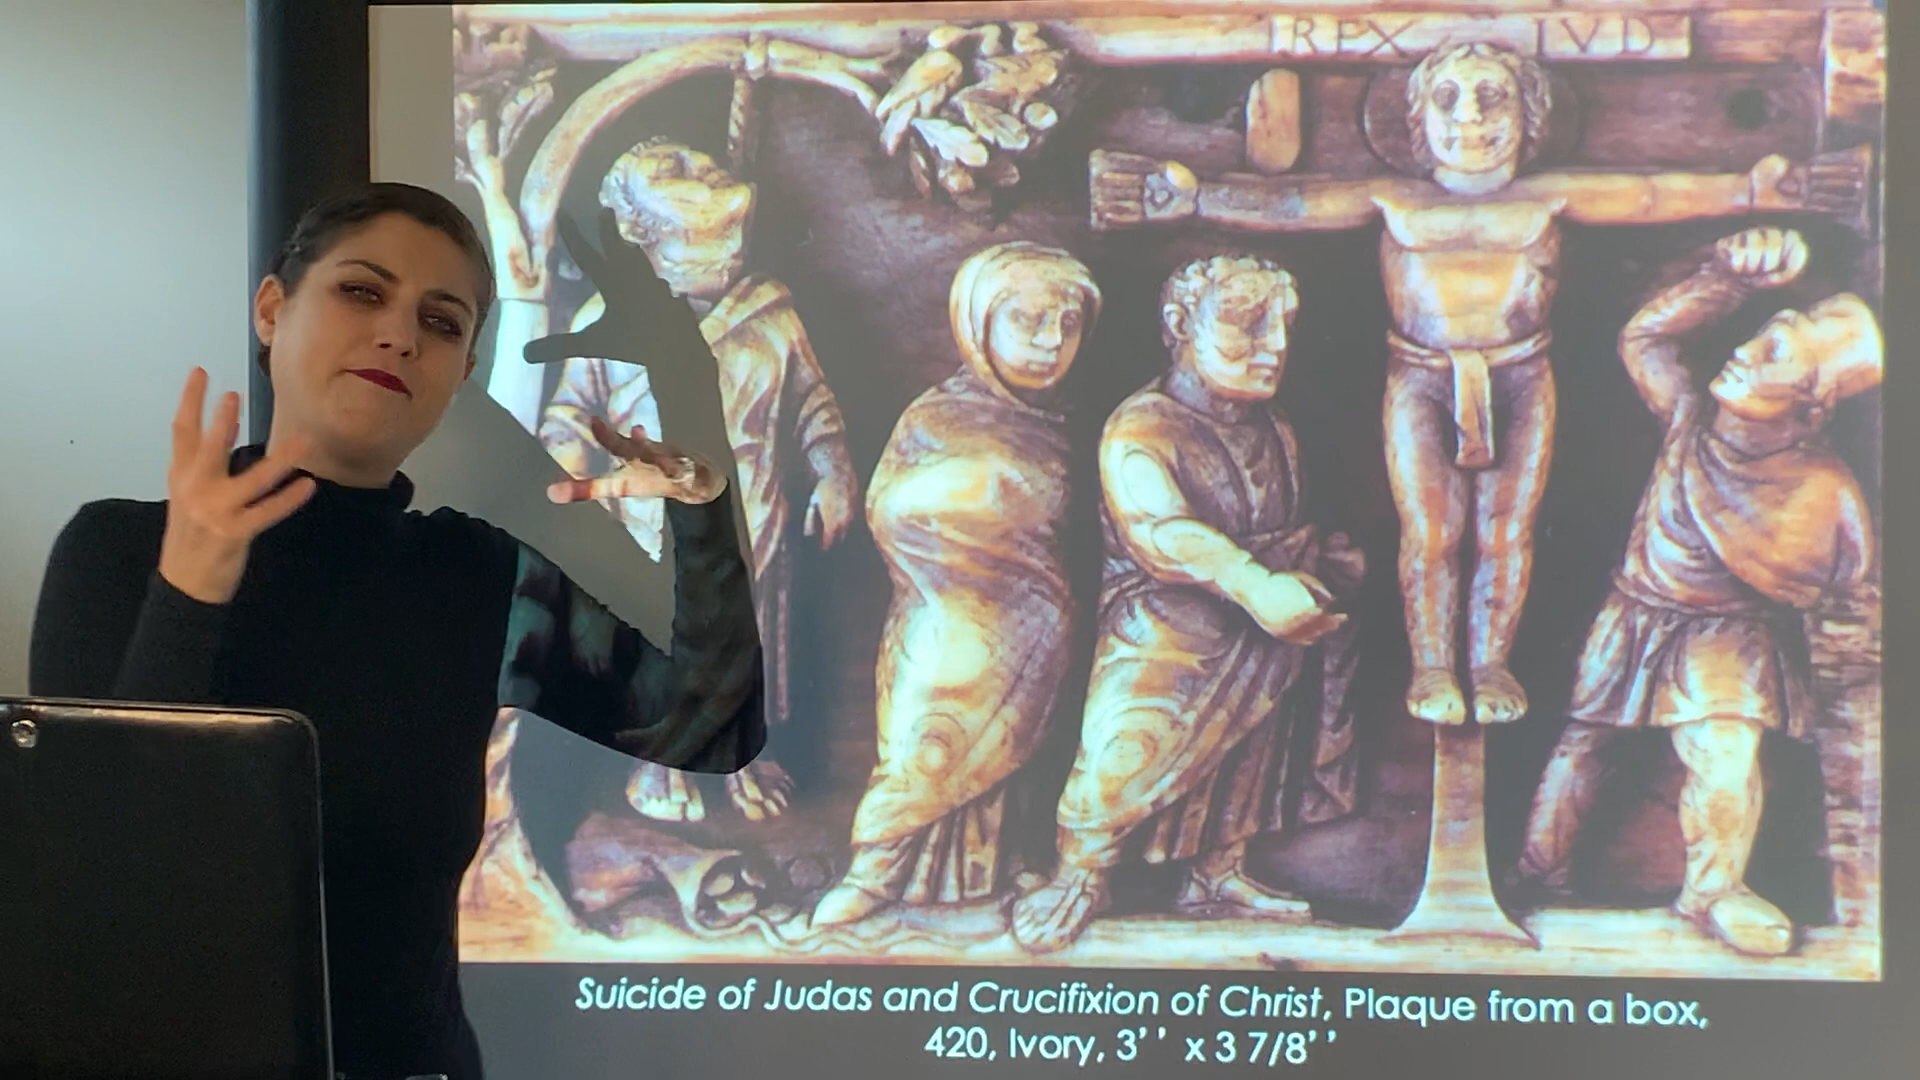 REX IVD
Suicide of Judas and Crucifixion of Christ, Plaque from a box,
420, Ivory, 3'' x 3 7/8''